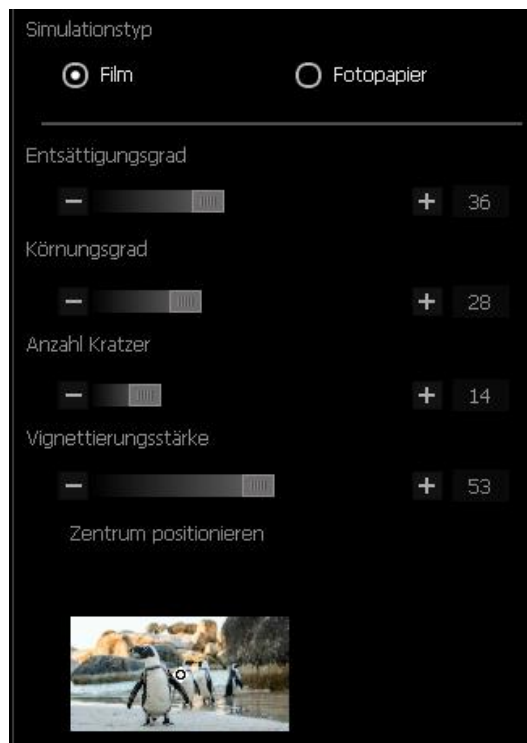 Simulationstyp
Film Fotopapier
Entsättigungsgrad
36
Körnungsgrad
28
Anzahl Kratzer
14
Vignettierungsstärke
53
Zentrum positionieren